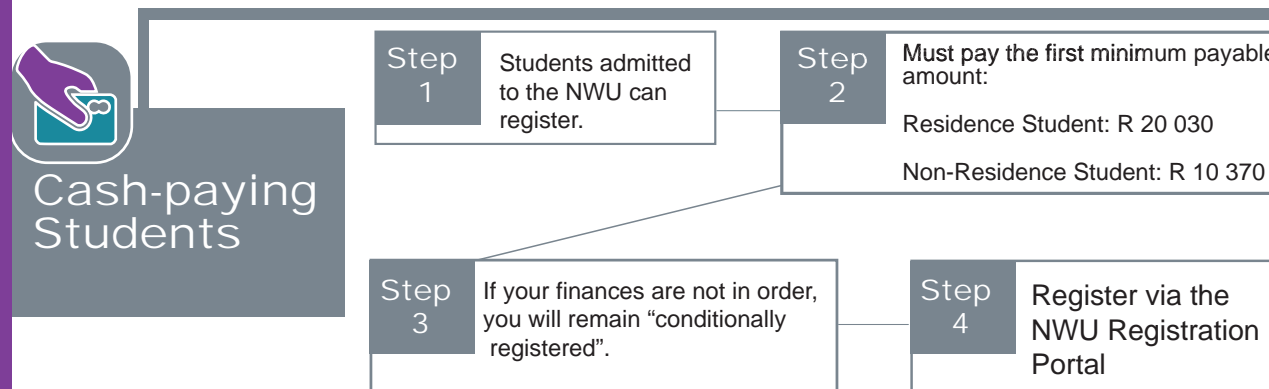 Cash-paying
Students
Step
1
Students admitted
to the NWU can
register.
Step
2
Must pay the first minimum payable
amount:
Residence Student: R 20 030
Non-Residence Student: R 10 370
Step
3
If your finances are not in order,
you will remain “conditionally
registered”.
Step
4
Register via the
NWU Registration
Portal